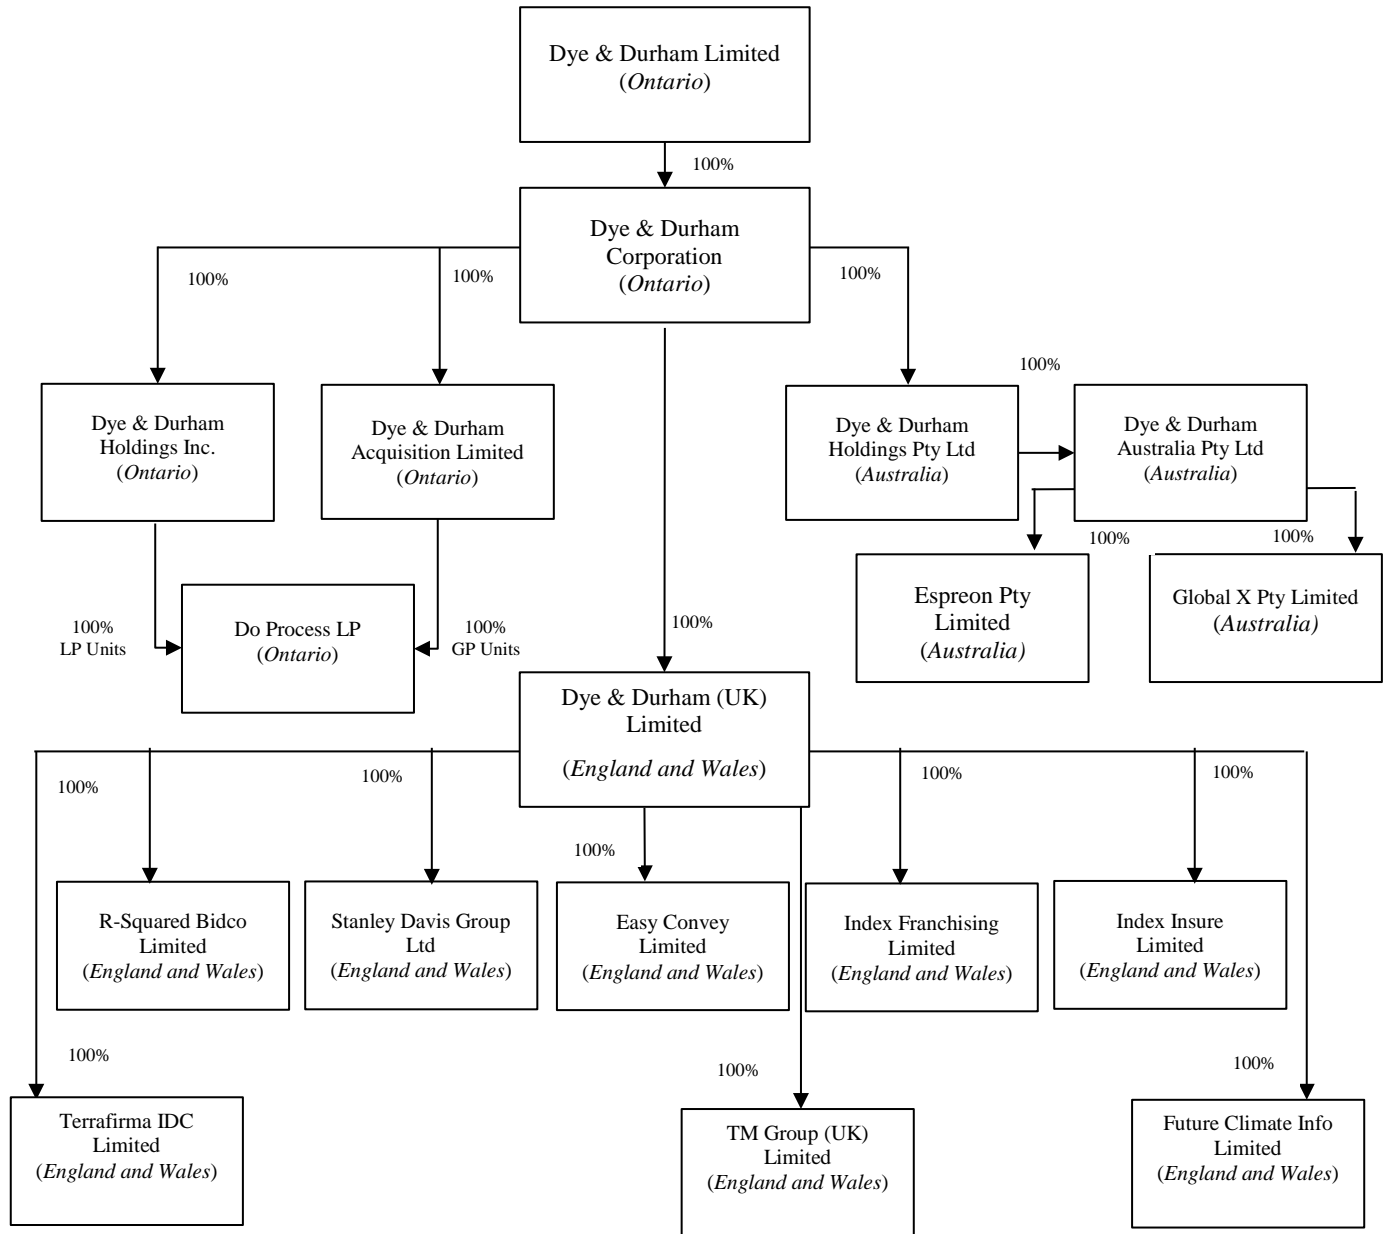 Dye & Durham Limited
(Ontario)
100%
Dye & Durham
Corporation
(Ontario)
100%
100%
100%
100%
Dye & Durham
Holdings Inc.
(Ontario)
Dye & Durham
Acquisition Limited
(Ontario)
Dye & Durham
Holdings Pty Ltd
(Australia)
Dye & Durham
Australia Pty Ltd
(Australia)
100%
100%
Espreon Pty
Limited
(Australia)
Global X Pty Limited
(Australia)
100%
LP Units
Do Process LP
(Ontario)
100%
GP Units
100%
Dye & Durham (UK)
Limited
(England and Wales)
100%
100%
100%
100%
100%
R-Squared Bidco
Limited
(England and Wales)
Stanley Davis Group
Ltd
(England and Wales)
Easy Convey
Limited
(England and Wales)
Index Franchising
Limited
(England and Wales)
Index Insure
Limited
(England and Wales)
100%
100%
100%
Terrafirma IDC
Limited
(England and Wales)
TM Group (UK)
Limited
(England and Wales)
Future Climate Info
Limited
(England and Wales)